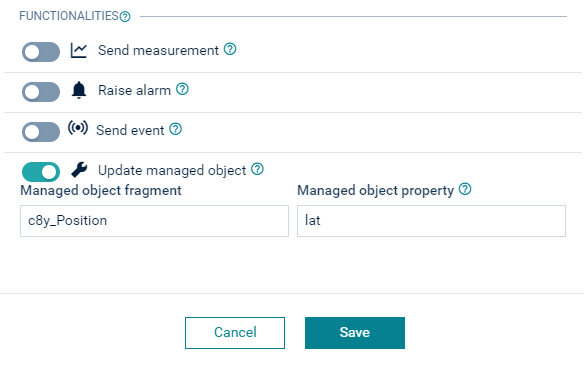 FUNCTIONALITIES
Send measurement
Raise alarm
Send event
Update managed object
Managed object fragment
Managed object property
c8y_Position
lat
Cancel
Save